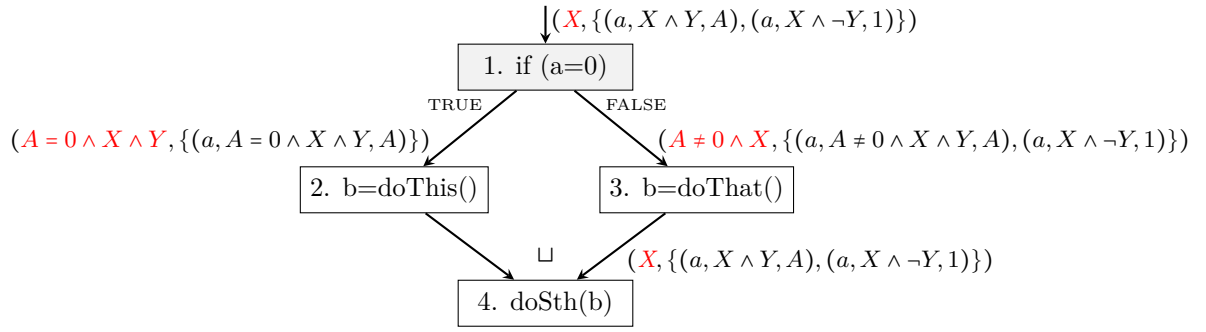 (X, {(a, X ∧ Y, A), (a, X ∧ ¬Y, 1)})
1. if (a=0)
TRUE
FALSE
(A = 0 ∧ X ∧ Y, {(a, A = 0 ∧ X ∧ Y, A)})
(A ≠ 0 ∧ X, {(a, A ≠ 0 ∧ X ∧ Y, A), (a, X ∧ ¬Y, 1)})
2. b=doThis()
3. b=doThat()
⊔
(X, {(a, X ∧ Y, A), (a, X ∧ ¬Y, 1)})
4. doSth(b)